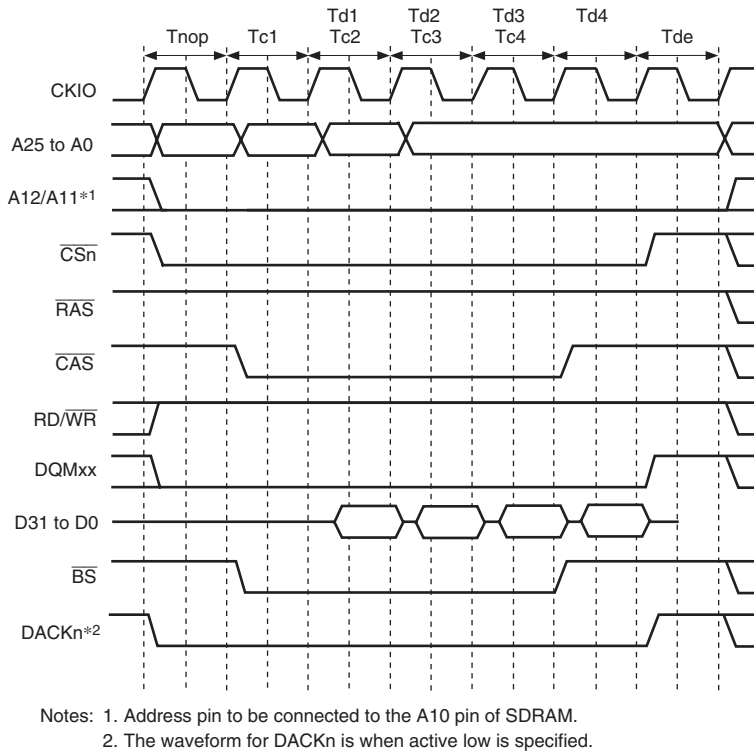 Td1 Td2 Td3 Td4
Tnop Tc1 Tc2 Tc3 Tc4 Tde
CKIO
A25 to A0
A12/A11*1
CSn
RAS
CAS
RD/WR
DQMxx
D31 to D0
BS
DACKn*2
Notes: 1. Address pin to be connected to the A10 pin of SDRAM.
2. The waveform for DACKn is when active low is specified.